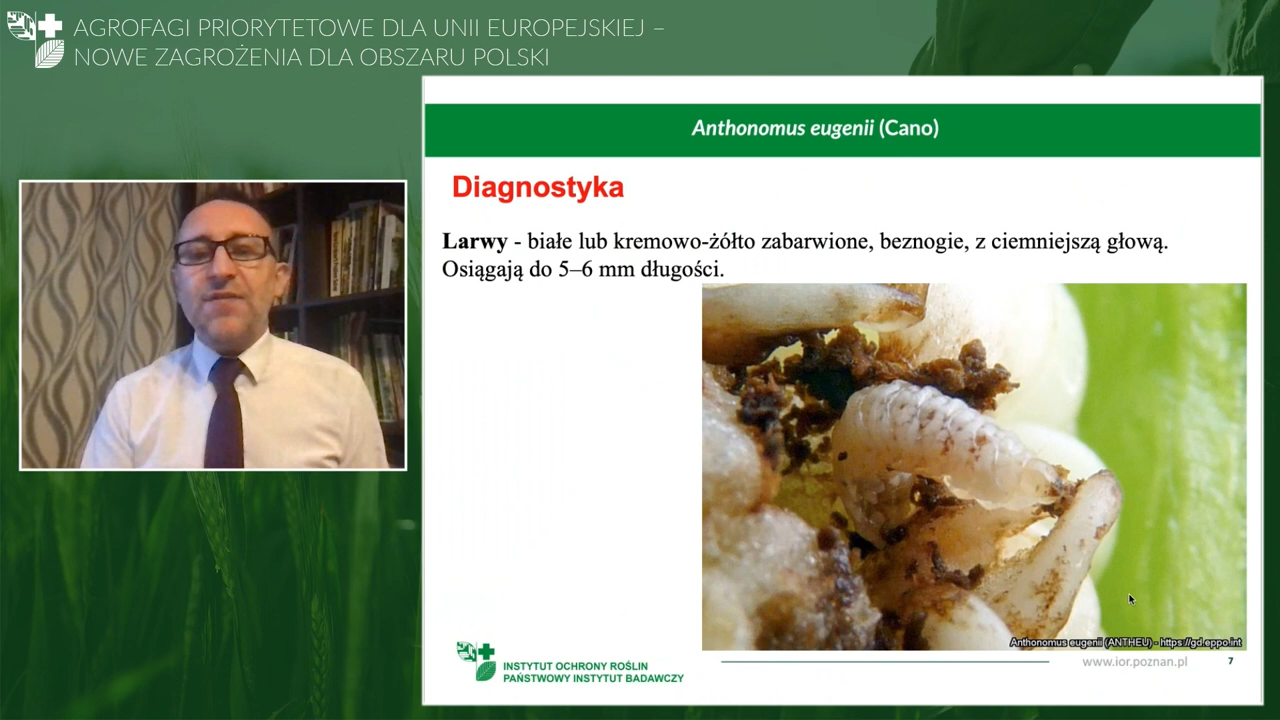 AGROFAGI PRIORYTETOWE DLA UNII EUROPEJSKIEJ –
NOWE ZAGROŻENIA DLA OBSZARU POLSKI
Anthonomus eugenii (Cano)
Diagnostyka
Larwy - białe lub kremowo-żółto zabarwione, beznogie, z ciemniejszą głową.
Osiągają do 5–6 mm długości.
Anthonomus eugenii (ANTHEU) - https://gd.eppo.int
INSTYTUT OCHRONY ROŚLIN
PAŃSTWOWY INSTYTUT BADAWCZY
www.ior.poznan.pl
7